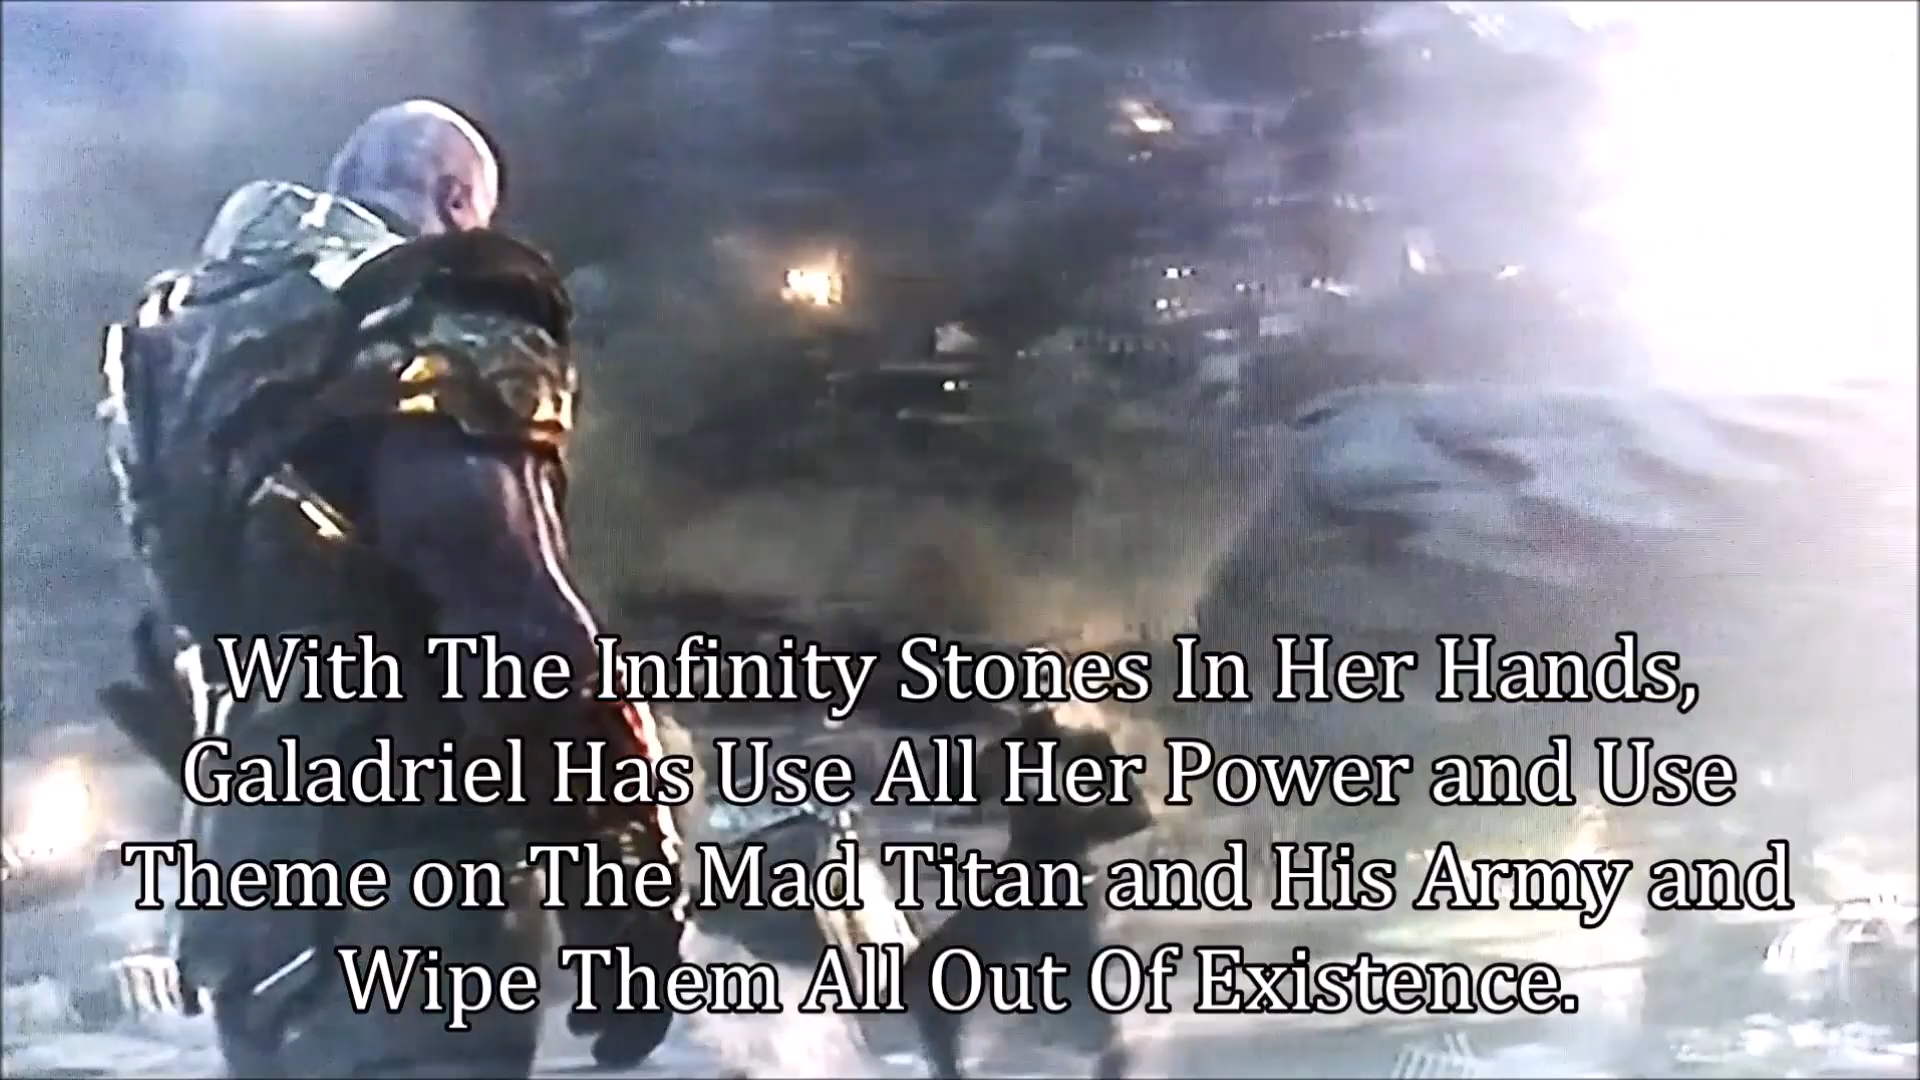 With The Infinity Stones In Her Hands,
Galadriel Has Use All Her Power and Use
Theme on The Mad Titan and His Army and
Wipe Them All Out Of Existence.